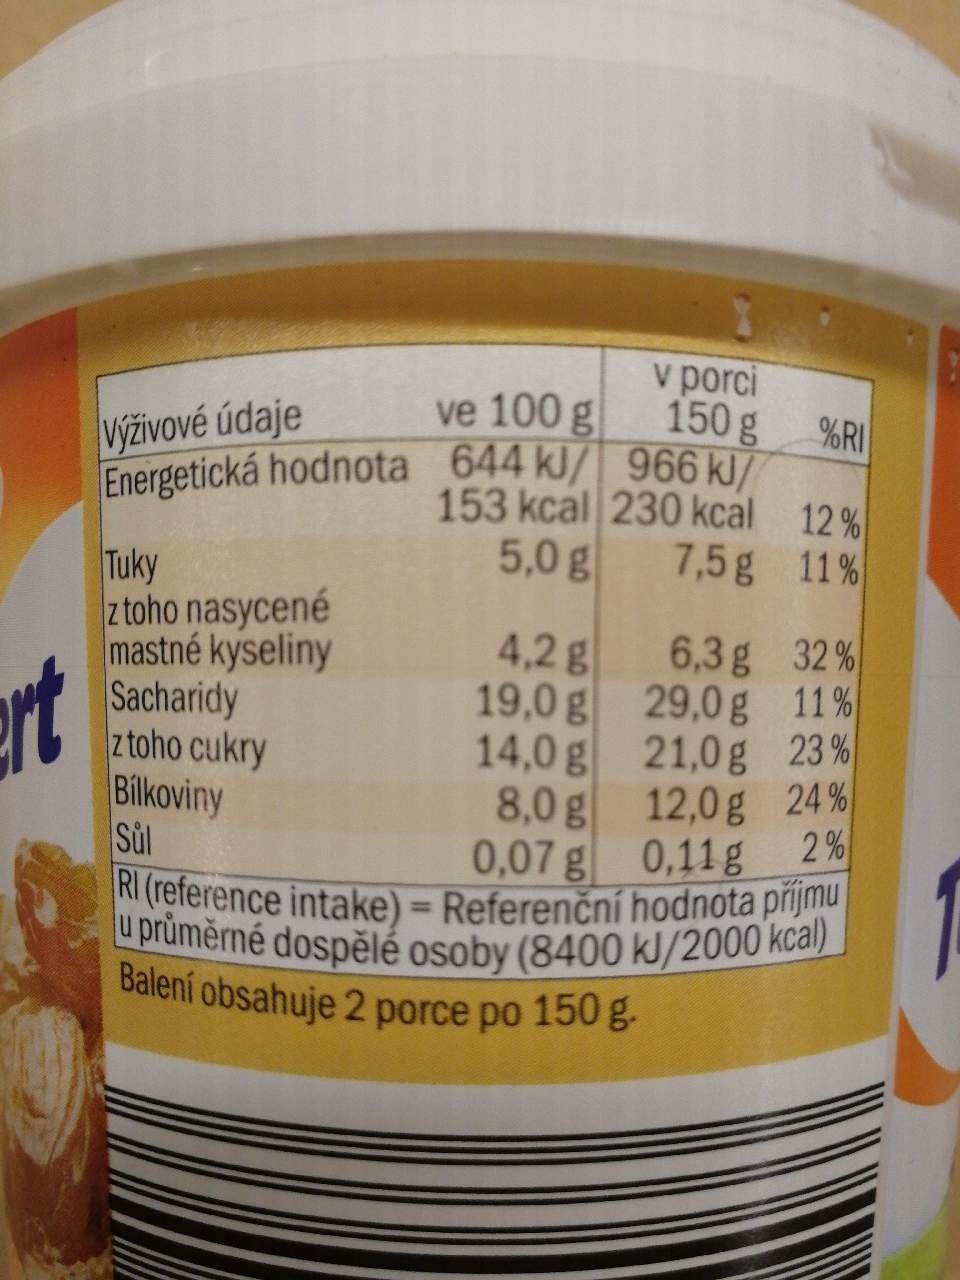 v porci
Výživové údaje ve 100 g 150 g %RI
Energetická hodnota 644 kJ/ 966 kJ/
153 kcal 230 kcal 12 %
Tuky 5,0 g 7,5 g 11 %
z toho nasycené
mastné kyseliny 4,2 g 6,3 g 32 %
Sacharidy 19,0 g 29,0 g 11 %
z toho cukry 14,0 g 21,0 g 23 %
Bílkoviny 8,0 g 12,0 g 24 %
Sůl 0,07 g 0,11 g 2 %
RI (reference intake) = Referenční hodnota příjmu
u průměrné dospělé osoby (8400 kJ/2000 kcal)
Balení obsahuje 2 porce po 150 g.